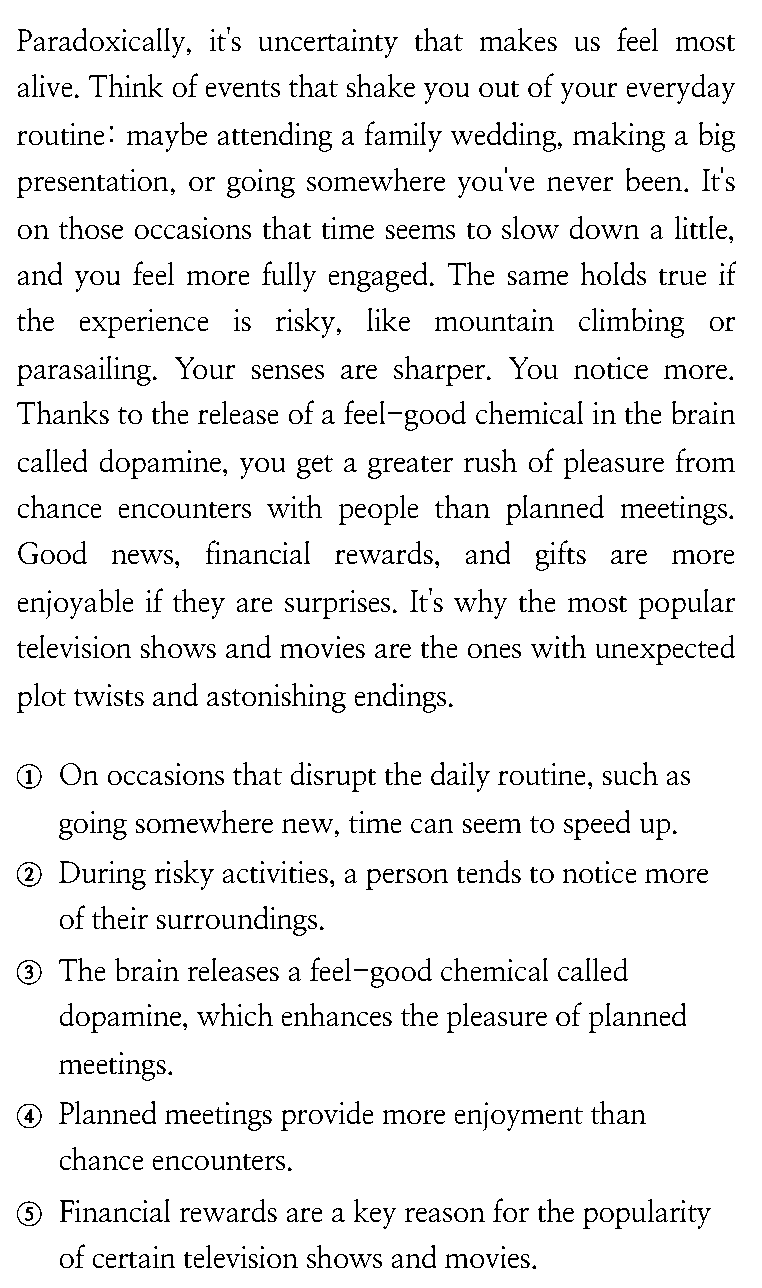 Paradoxically, it's uncertainty that makes us feel most
alive. Think of events that shake you out of your everyday
routine: maybe attending a family wedding, making a big
presentation, or going somewhere you've never been. It's
on those occasions that time seems to slow down a little,
and you feel more fully engaged. The same holds true if
the experience is risky, like mountain climbing or
parasailing. Your senses are sharper. You notice more.
Thanks to the release of a feel-good chemical in the brain
called dopamine, you get a greater rush of pleasure from
chance encounters with people than planned meetings.
Good news, financial rewards, and gifts are more
enjoyable if they are surprises. It's why the most popular
television shows and movies are the ones with unexpected
plot twists and astonishing endings.
① On occasions that disrupt the daily routine, such as
going somewhere new, time can seem to speed up.
② During risky activities, a person tends to notice more
of their surroundings.
③ The brain releases a feel-good chemical called
dopamine, which enhances the pleasure of planned
meetings.
④ Planned meetings provide more enjoyment than
chance encounters.
⑤ Financial rewards are a key reason for the popularity
of certain television shows and movies.